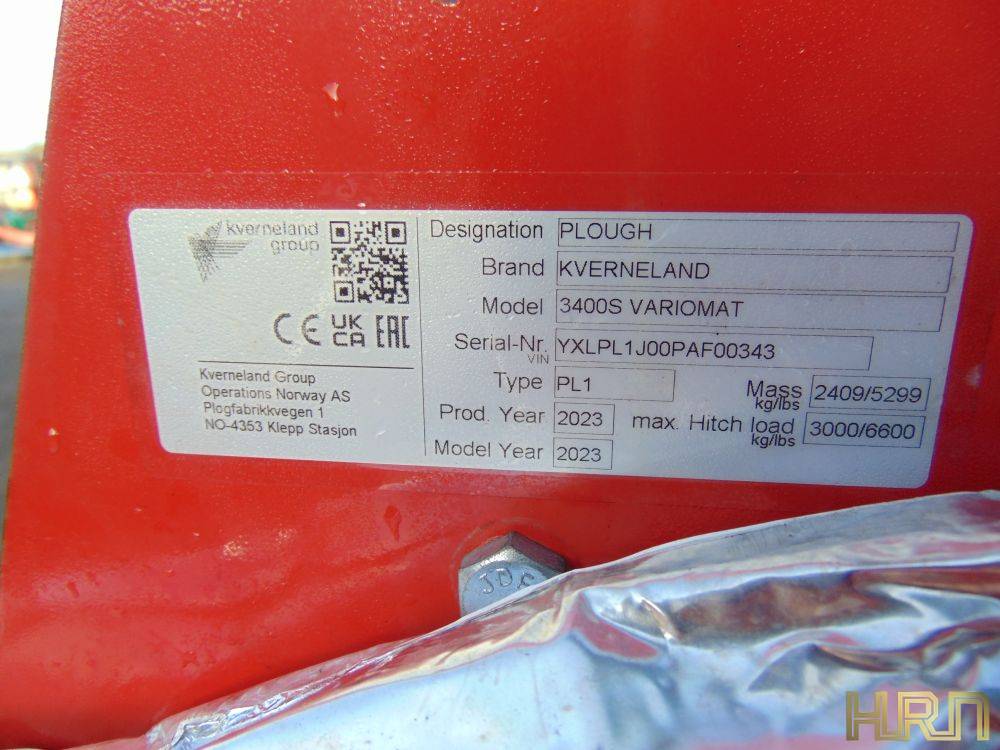 kverneland
group
CE UK
CA EAC
Kverneland Group
Operations Norway AS
Plogfabrikkvegen 1
NO-4353 Klepp Stasjon
Designation PLOUGH
Brand KVERNELAND
Model 3400S VARIOMAT
Serial-Nr. YXLPL1J00PAF00343
VIN
Type PL1 Mass 2409/5299
kg/lbs
Prod. Year 2023 max. Hitch load 3000/6600
kg/lbs
Model Year 2023
HRN